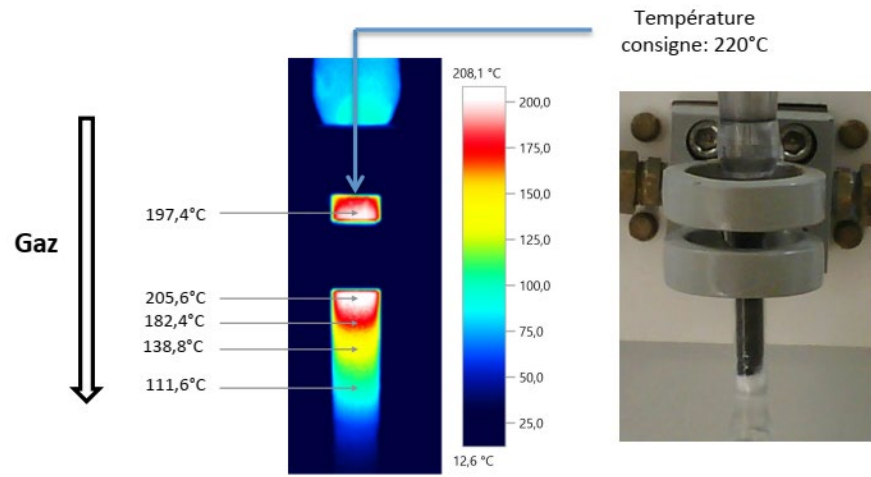 Température
consigne: 220°C
208,1 °C
200,0
175,0
150,0
125,0
100,0
75,0
50,0
25,0
12,6 °C
Gaz
197,4°C
205,6°C
182,4°C
138,8°C
111,6°C